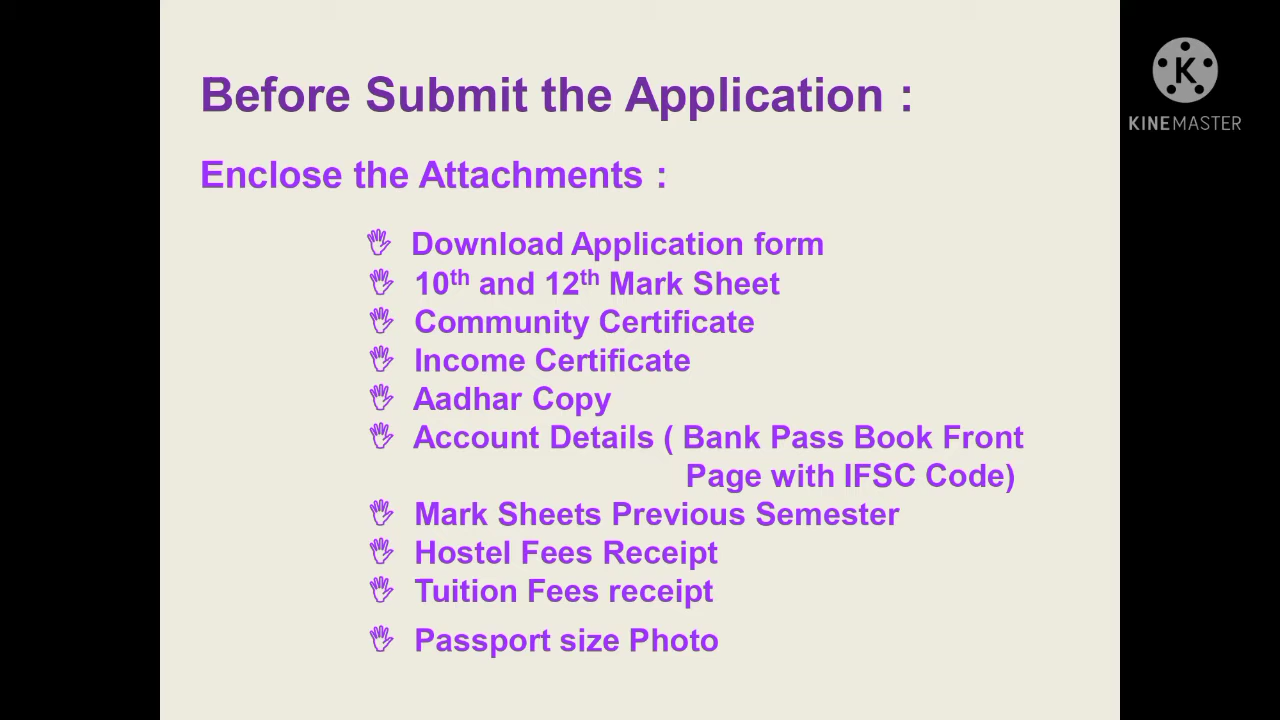 Before Submit the Application :
K
KINEMASTER
Enclose the Attachments :
Download Application form
10th and 12th Mark Sheet
Community Certificate
Income Certificate
Aadhar Copy
Account Details ( Bank Pass Book Front
Page with IFSC Code)
Mark Sheets Previous Semester
Hostel Fees Receipt
Tuition Fees receipt
Passport size Photo